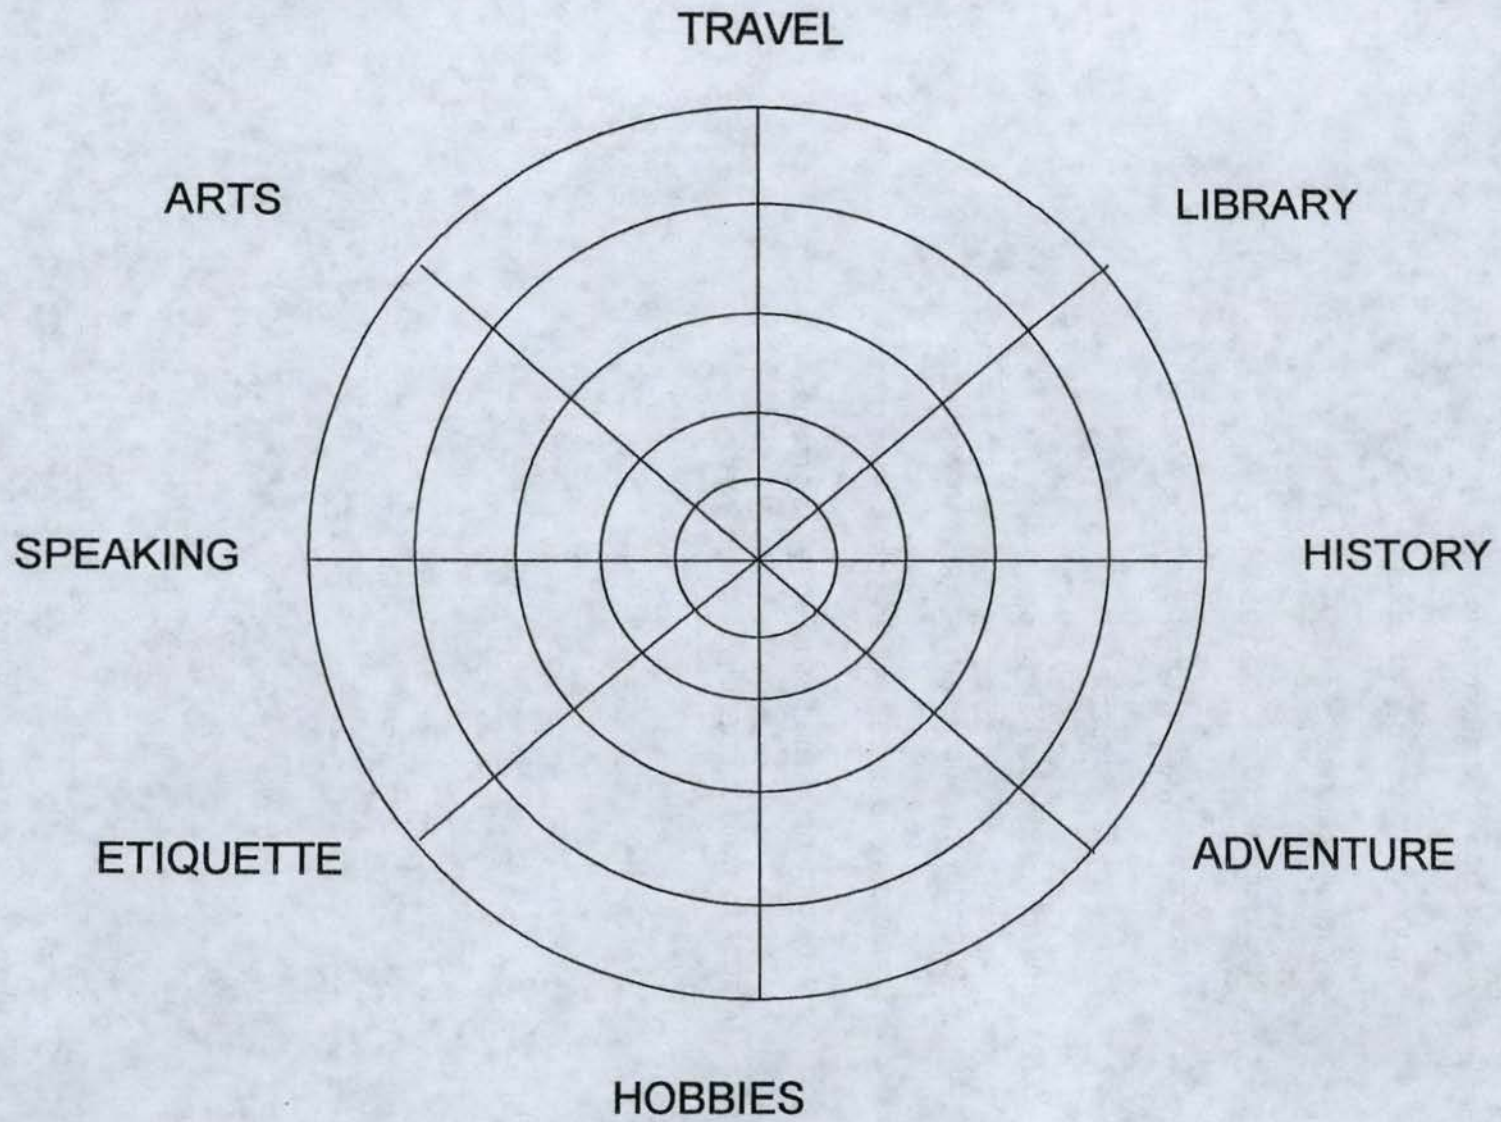 TRAVEL
ARTS
LIBRARY
SPEAKING
HISTORY
ETIQUETTE
ADVENTURE
HOBBIES